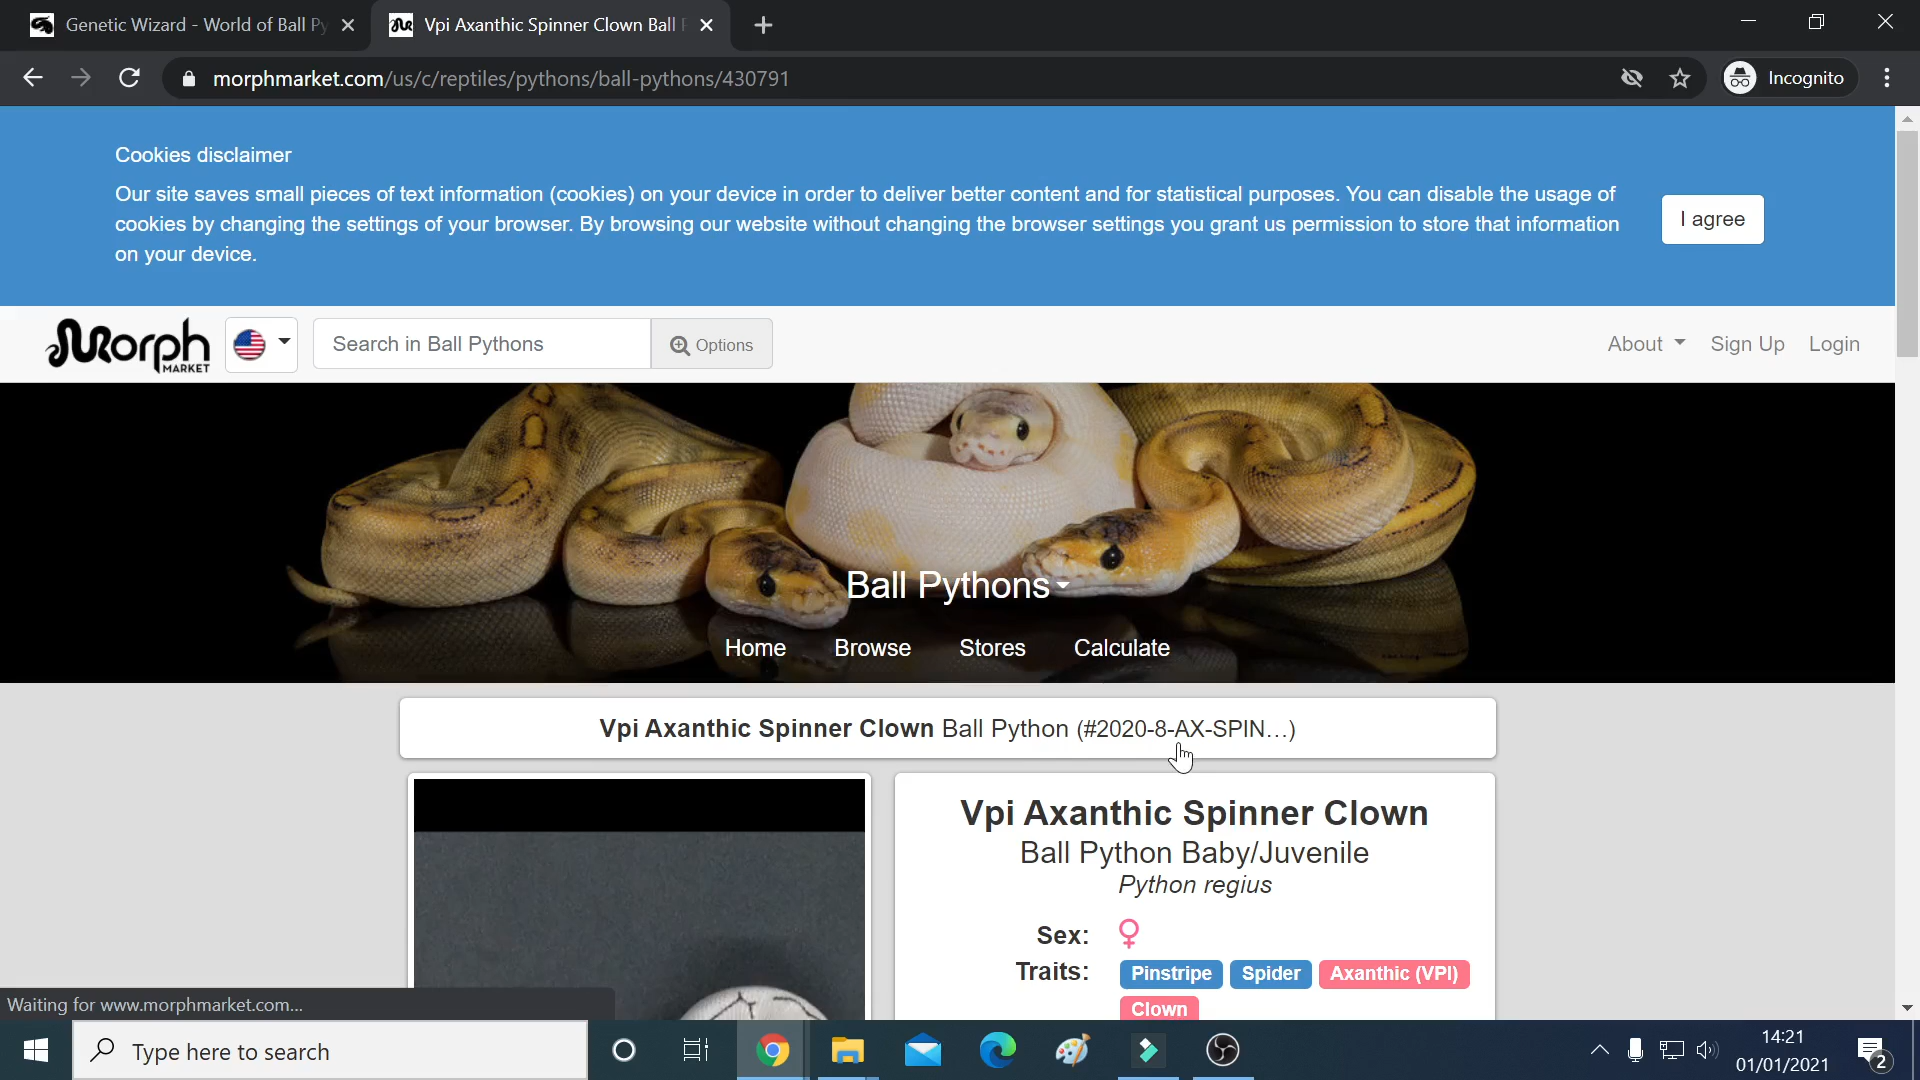 Genetic Wizard - World of Ball Py
Vpi Axanthic Spinner Clown Ball P
morphmarket.com/us/c/reptiles/pythons/ball-pythons/430791
Incognito
Cookies disclaimer
Our site saves small pieces of text information (cookies) on your device in order to deliver better content and for statistical purposes. You can disable the usage of
cookies by changing the settings of your browser. By browsing our website without changing the browser settings you grant us permission to store that information
on your device.
I agree
Morph
MARKET
Search in Ball Pythons
Options
About
Sign Up
Login
Ball Pythons
Home
Browse
Stores
Calculate
Vpi Axanthic Spinner Clown Ball Python (#2020-8-AX-SPIN...)
Vpi Axanthic Spinner Clown
Ball Python Baby/Juvenile
Python regius
Sex: ♀
Traits: Pinstripe Spider Axanthic (VPI)
Clown
Waiting for www.morphmarket.com...
Type here to search
14:21
01/01/2021
2